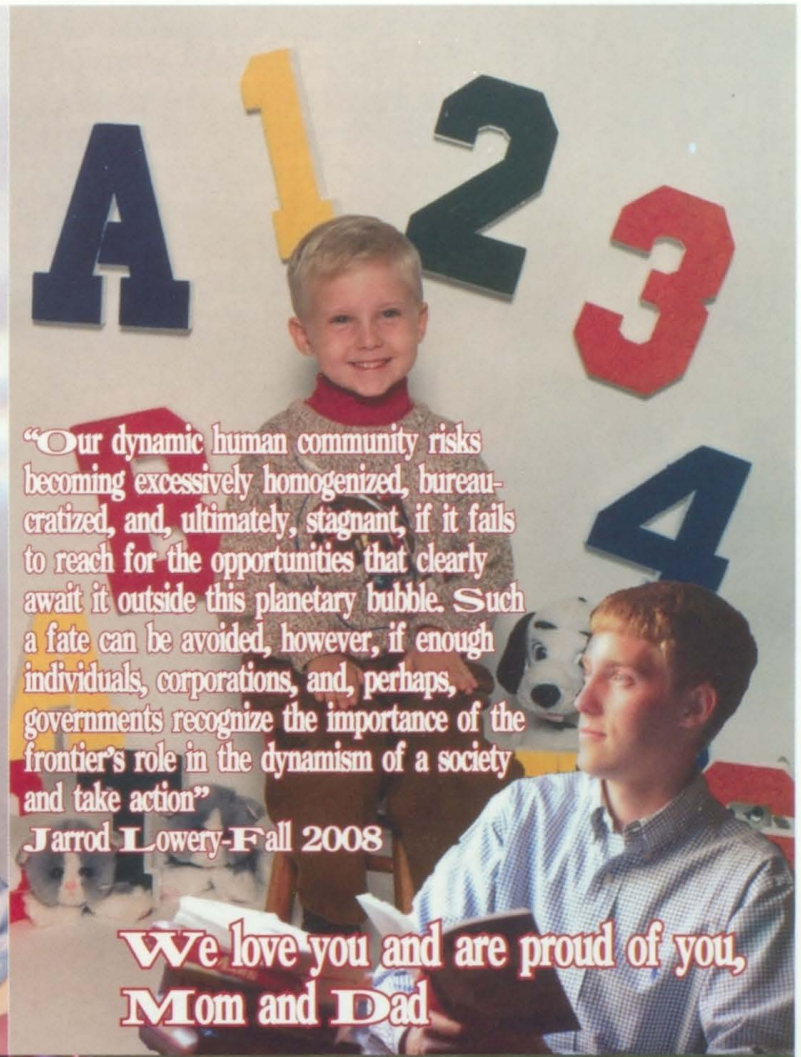 A 1 2 3
B 4
“Our dynamic human community risks
becoming excessively homogenized, bureau-
cratized, and, ultimately, stagnant, if it fails
to reach for the opportunities that clearly
await it outside this planetary bubble. Such
a fate can be avoided, however, if enough
individuals, corporations, and, perhaps,
governments recognize the importance of the
frontier’s role in the dynamism of a society
and take action”
Jarrod Lowery-Fall 2008
We love you and are proud of you,
Mom and Dad